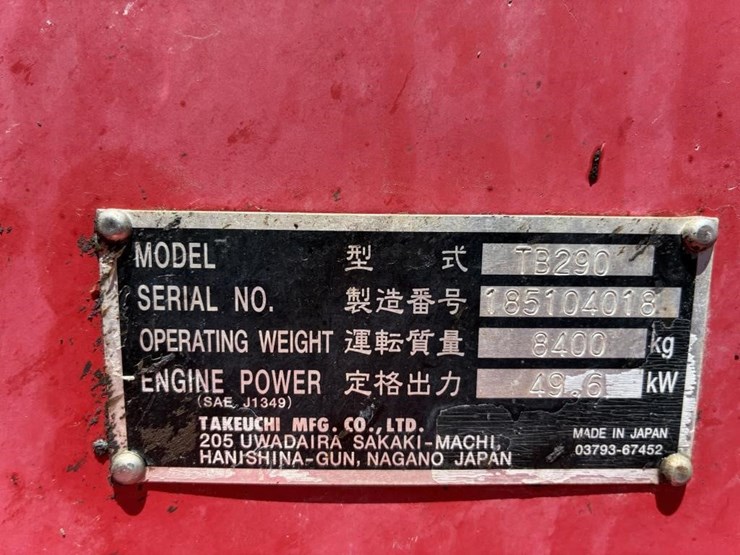 MODEL 型式 TB290
SERIAL NO. 製造番号 185104018
OPERATING WEIGHT 運転質量 8400 kg
ENGINE POWER 定格出力 49.6 kW
(SAE J1349)
TAKEUCHI MFG. CO., LTD.
205 UWADAIRA SAKAKI-MACHI,
HANISHINA-GUN, NAGANO JAPAN
MADE IN JAPAN
03793-67452